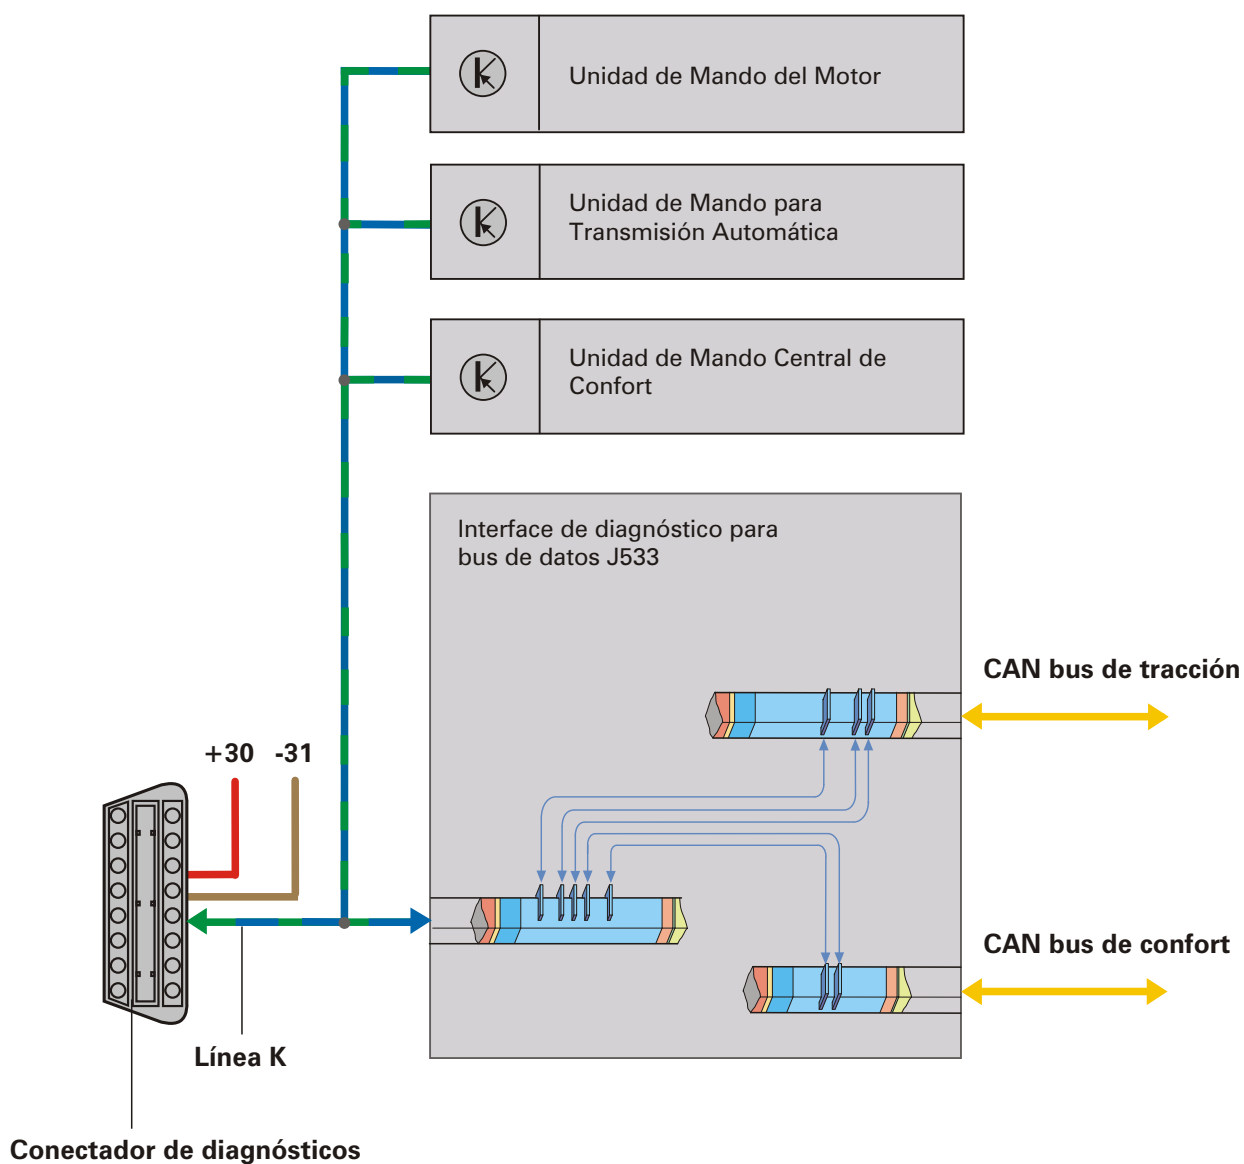 Unidad de Mando del Motor
Unidad de Mando para
Transmisión Automática
Unidad de Mando Central de
Confort
Interface de diagnóstico para
bus de datos J533
CAN bus de tracción
+30 -31
CAN bus de confort
Línea K
Conectador de diagnósticos